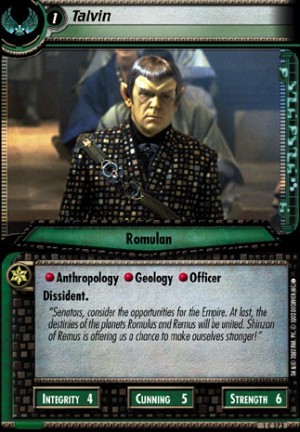 1 Talvin
Romulan
Anthropology Geology Officer
Dissident.
"Senators, consider the opportunities for the Empire. At last, the
destinies of the planets Romulus and Remus will be united. Shinzon
of Remus is offering us a chance to make ourselves stronger!"
INTEGRITY 4 CUNNING 5 STRENGTH 6